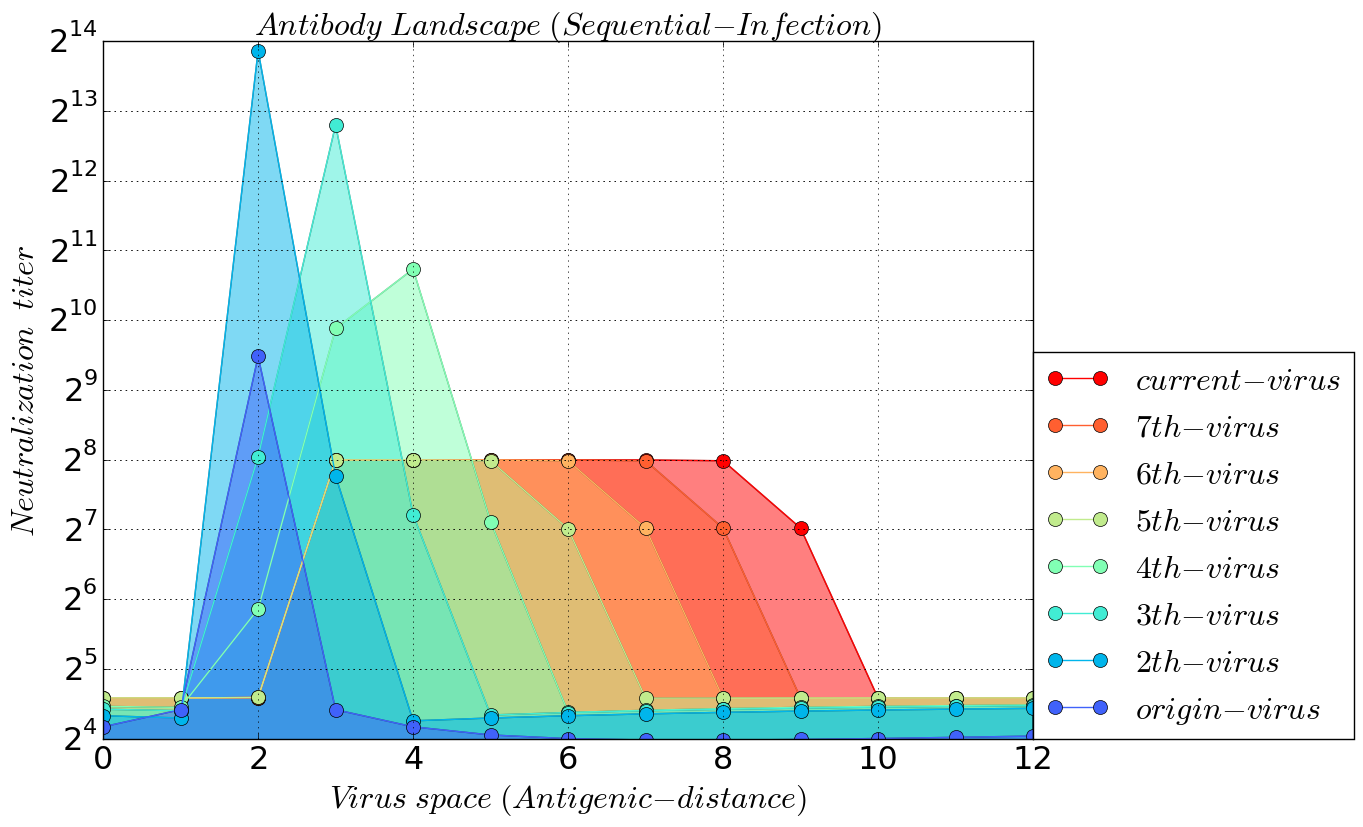 Antibody Landscape (Sequential−Infection)
2^14
2^13
2^12
2^11
2^10
2^9
2^8
2^7
2^6
2^5
2^4
Neutralization titer
0 2 4 6 8 10 12
Virus space (Antigenic−distance)
current−virus
7th−virus
6th−virus
5th−virus
4th−virus
3th−virus
2th−virus
origin−virus